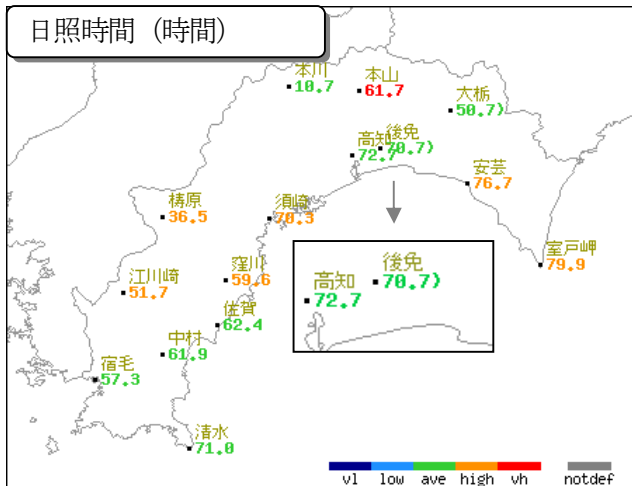 日照時間（時間）
本川
10.7
本山
61.7
大栃
50.7)
高知
72.7
後免
70.7)
安芸
76.7
梼原
36.5
須崎
70.3
室戸岬
79.9
江川崎
51.7
窪川
59.6
高知
72.7
後免
70.7)
佐賀
62.4
中村
61.9
宿毛
57.3
清水
71.0
vl low ave high vh notdef